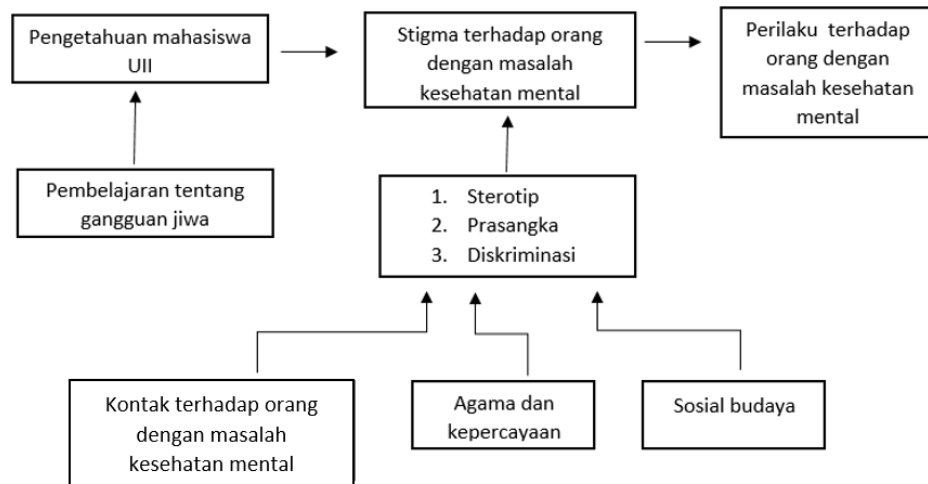 Pengetahuan mahasiswa
UII
Stigma terhadap orang
dengan masalah
kesehatan mental
Perilaku terhadap
orang dengan
masalah kesehatan
mental
Pembelajaran tentang
gangguan jiwa
1. Sterotip
2. Prasangka
3. Diskriminasi
Kontak terhadap orang
dengan masalah
kesehatan mental
Agama dan
kepercayaan
Sosial budaya